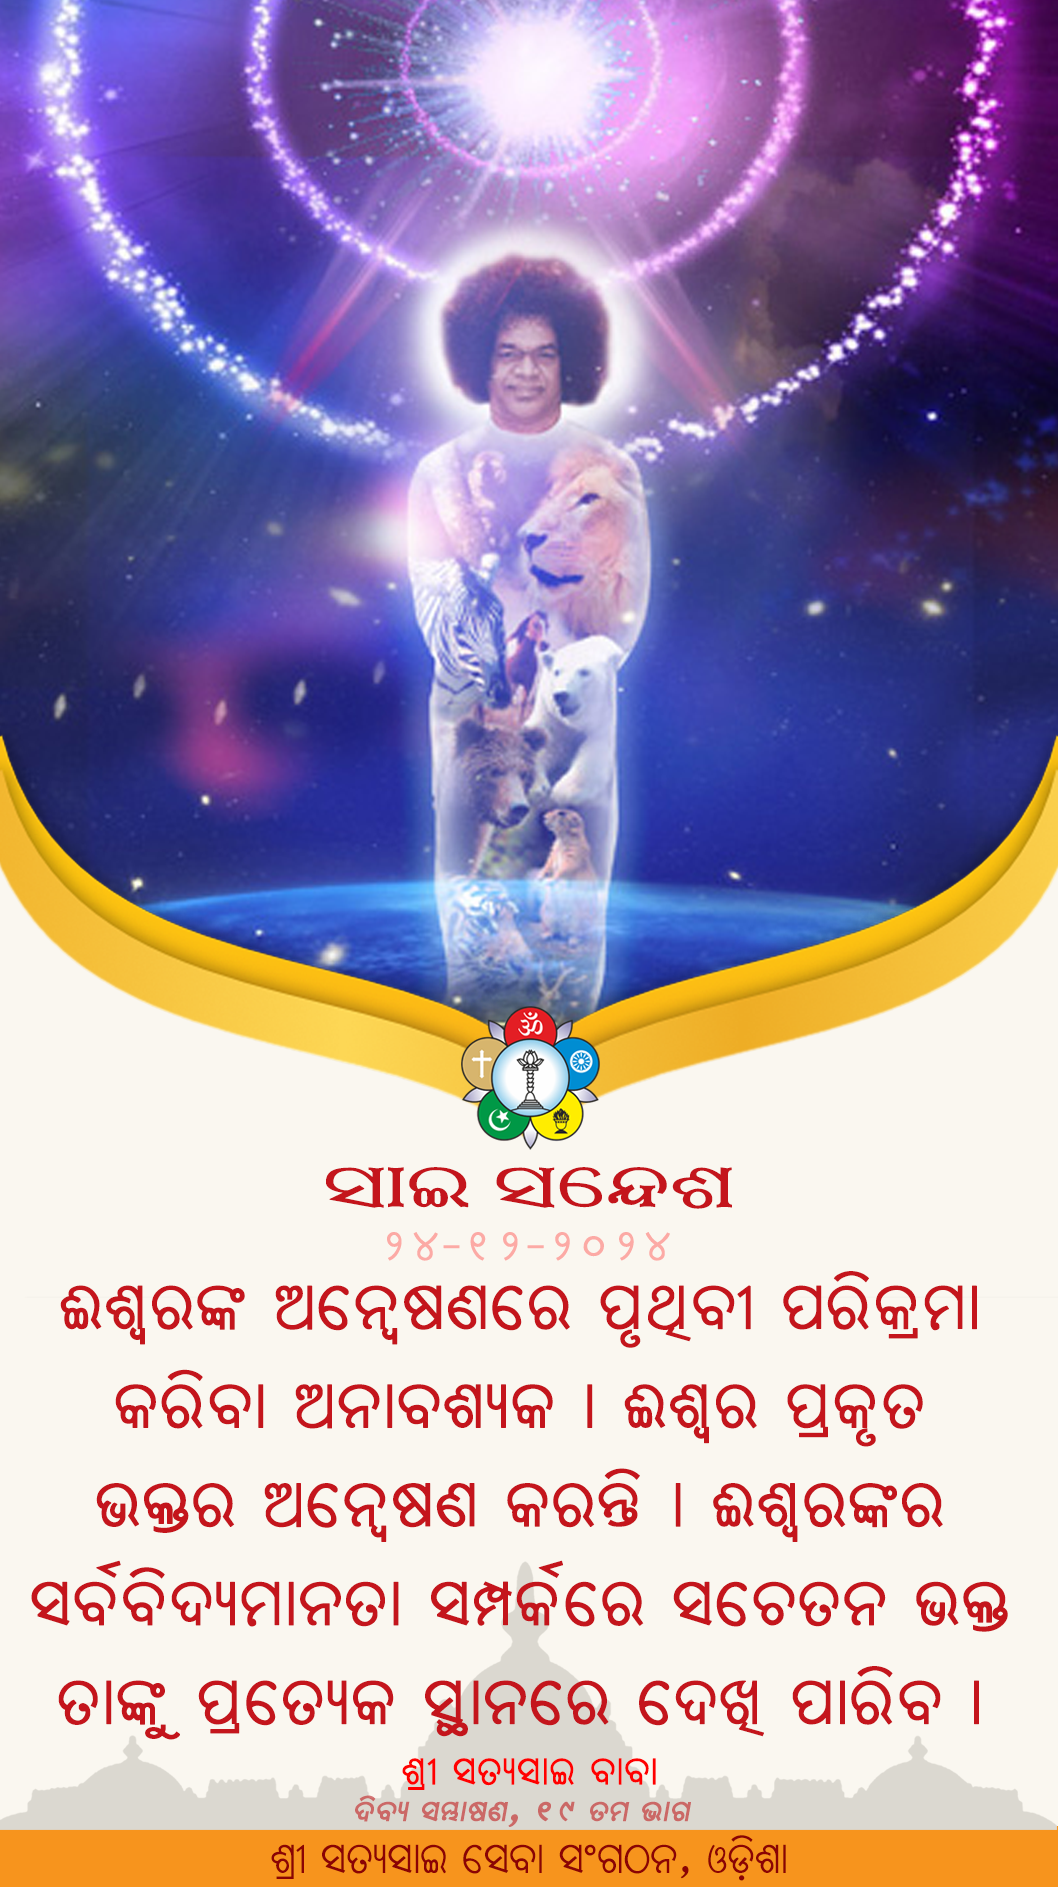 ॐ
ସାଇ ସନ୍ଦେଶ
୨୪-୧୨-୨୦୨୪
ଈଶ୍ୱରଙ୍କ ଅନ୍ୱେଷଣରେ ପୃଥିବୀ ପରିକ୍ରମା
କରିବା ଅନାବଶ୍ୟକ । ଈଶ୍ୱର ପ୍ରକୃତ
ଭକ୍ତର ଅନ୍ୱେଷଣ କରନ୍ତି । ଈଶ୍ୱରଙ୍କର
ସର୍ବବିଦ୍ୟମାନତା ସମ୍ପର୍କରେ ସଚେତନ ଭକ୍ତ
ତାଙ୍କୁ ପ୍ରତ୍ୟେକ ସ୍ଥାନରେ ଦେଖି ପାରିବ ।
ଶ୍ରୀ ସତ୍ୟସାଇ ବାବା
ଦିବ୍ୟ ସମ୍ଭାଷଣ, ୧୯ ତମ ଭାଗ
ଶ୍ରୀ ସତ୍ୟସାଇ ସେବା ସଂଗଠନ, ଓଡ଼ିଶା